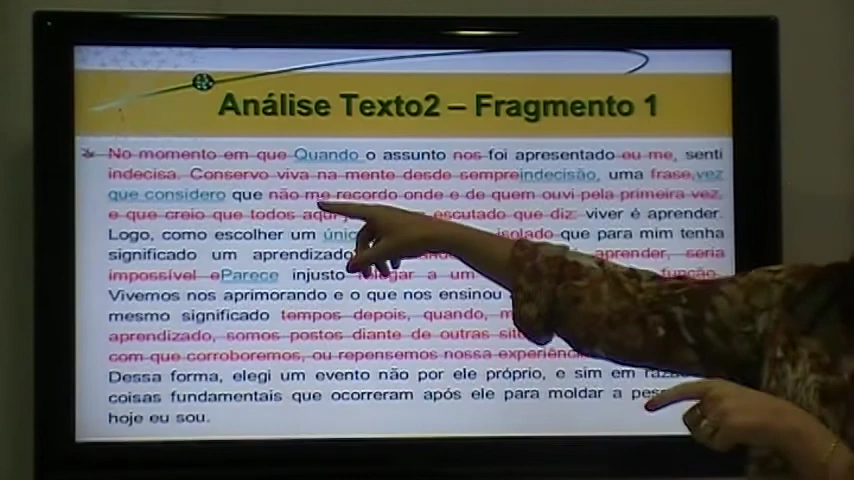 Análise Texto2 – Fragmento 1
No momento em que Quando o assunto nos foi apresentado eu me, senti
indecisa. Conservo viva na mente desde sempreindecisão, uma frase,vez
que considero que não me recordo onde e de quem ouvi pela primeira vez,
e que creio que todos aqui escutado que diz: viver é aprender.
Logo, como escolher um isolado, que para mim tenha
significado um aprendizado aprender, seria
impossível eParece injusto relegar a um função.
Vivemos nos aprimorando e o que nos ensinou
mesmo significado tempos depois, quando,
aprendizado, somos postos diante de outras
com que corroboremos, ou repensemos nossa experiência
Dessa forma, elegi um evento não por ele próprio, e sim em
coisas fundamentais que ocorreram após ele para moldar a
hoje eu sou.